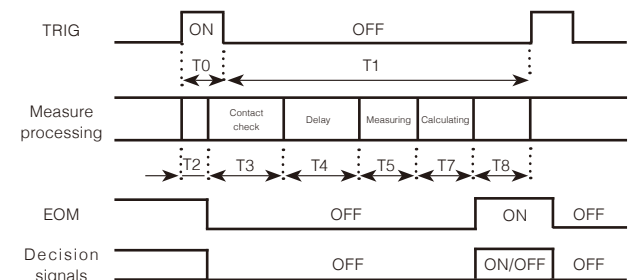 TRIG ON OFF
T0 T1
Measure processing
Contact check Delay Measuring Calculating
T2 T3 T4 T5 T7 T8
EOM OFF ON OFF
Decision signals OFF ON/OFF OFF